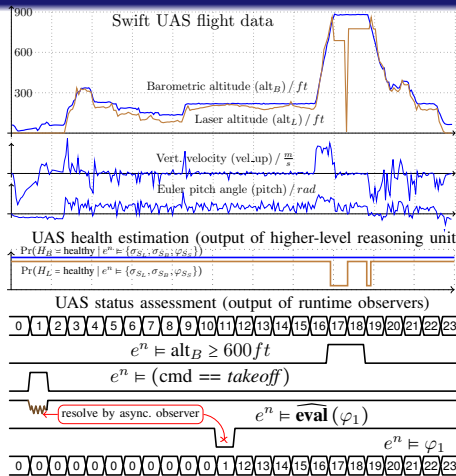 900
Swift UAS flight data
600
Barometric altitude (alt_B) / ft
300
Laser altitude (alt_L) / ft
Vert. velocity (vel_up) / m/s
Euler pitch angle (pitch) / rad
UAS health estimation (output of higher-level reasoning unit
Pr(H_B = healthy | e^n ⊨ {σ_{S_L}, σ_{S_B}, φ_{S_S}})
Pr(H_L = healthy | e^n ⊨ {σ_{S_L}, σ_{S_B}, φ_{S_S}})
UAS status assessment (output of runtime observers)
0 1 2 3 4 5 6 7 8 9 10 11 12 13 14 15 16 17 18 19 20 21 22 23
e^n ⊨ alt_B ≥ 600 ft
e^n ⊨ (cmd == takeoff)
resolve by async. observer
e^n ⊨ êval(φ_1)
e^n ⊨ φ_1
0 0 0 0 0 0 0 0 0 0 0 1 12 13 14 15 16 17 18 19 20 21 22 23